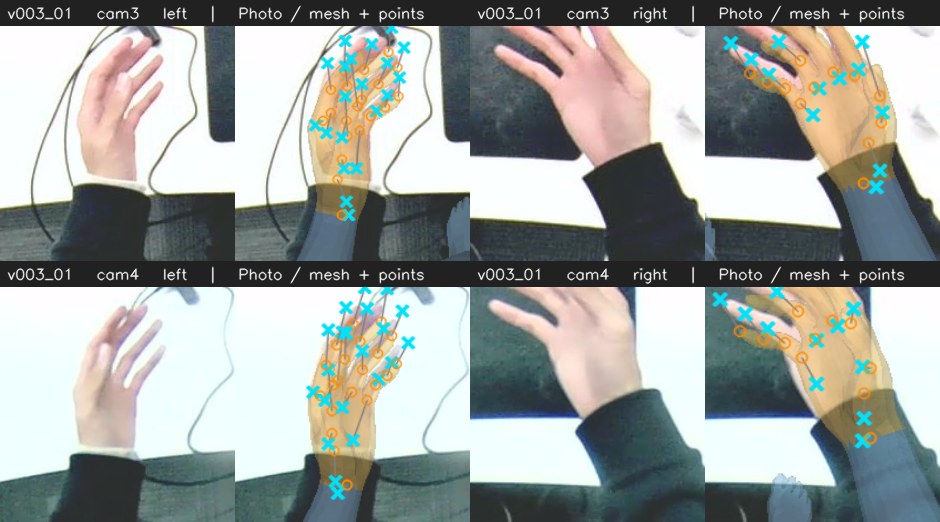 v003_01 cam3 left | Photo / mesh + points
v003_01 cam3 right | Photo / mesh + points
v003_01 cam4 left | Photo / mesh + points
v003_01 cam4 right | Photo / mesh + points